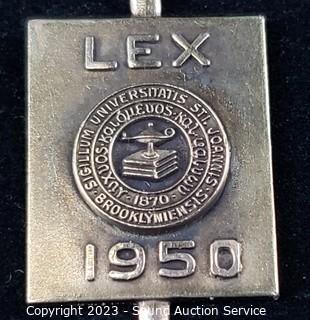 LEX
SIGILLUM UNIVERSITATIS STI. JOANNIS
BROOKLYNIENSIS
1870
1950
Copyright 2023 - Sound Auction Service